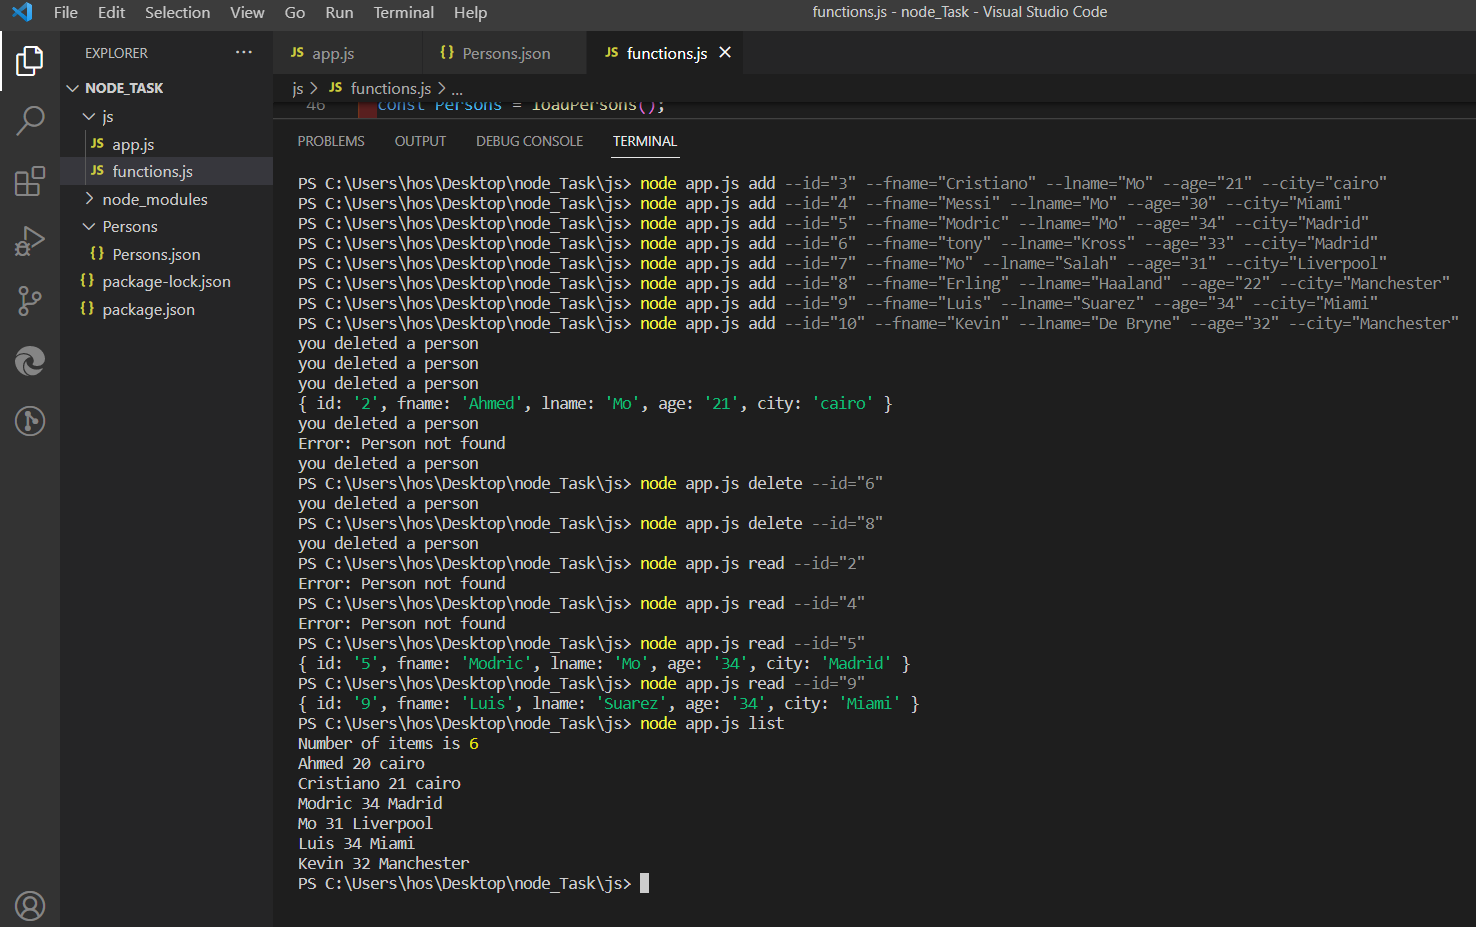 File Edit Selection View Go Run Terminal Help functions.js - node_Task - Visual Studio Code
EXPLORER ...
JS app.js {} Persons.json JS functions.js
NODE_TASK
js
JS app.js
JS functions.js
node_modules
Persons
{} Persons.json
{} package-lock.json
{} package.json
js > JS functions.js > ...
46 const Persons = loadPersons();
PROBLEMS OUTPUT DEBUG CONSOLE TERMINAL
PS C:\Users\hos\Desktop\node_Task\js> node app.js add --id="3" --fname="Cristiano" --lname="Mo" --age="21" --city="cairo"
PS C:\Users\hos\Desktop\node_Task\js> node app.js add --id="4" --fname="Messi" --lname="Mo" --age="30" --city="Miami"
PS C:\Users\hos\Desktop\node_Task\js> node app.js add --id="5" --fname="Modric" --lname="Mo" --age="34" --city="Madrid"
PS C:\Users\hos\Desktop\node_Task\js> node app.js add --id="6" --fname="tony" --lname="Kross" --age="33" --city="Madrid"
PS C:\Users\hos\Desktop\node_Task\js> node app.js add --id="7" --fname="Mo" --lname="Salah" --age="31" --city="Liverpool"
PS C:\Users\hos\Desktop\node_Task\js> node app.js add --id="8" --fname="Erling" --lname="Haaland" --age="22" --city="Manchester"
PS C:\Users\hos\Desktop\node_Task\js> node app.js add --id="9" --fname="Luis" --lname="Suarez" --age="34" --city="Miami"
PS C:\Users\hos\Desktop\node_Task\js> node app.js add --id="10" --fname="Kevin" --lname="De Bryne" --age="32" --city="Manchester"
you deleted a person
you deleted a person
you deleted a person
{ id: '2', fname: 'Ahmed', lname: 'Mo', age: '21', city: 'cairo' }
you deleted a person
Error: Person not found
you deleted a person
PS C:\Users\hos\Desktop\node_Task\js> node app.js delete --id="6"
you deleted a person
PS C:\Users\hos\Desktop\node_Task\js> node app.js delete --id="8"
you deleted a person
PS C:\Users\hos\Desktop\node_Task\js> node app.js read --id="2"
Error: Person not found
PS C:\Users\hos\Desktop\node_Task\js> node app.js read --id="4"
Error: Person not found
PS C:\Users\hos\Desktop\node_Task\js> node app.js read --id="5"
{ id: '5', fname: 'Modric', lname: 'Mo', age: '34', city: 'Madrid' }
PS C:\Users\hos\Desktop\node_Task\js> node app.js read --id="9"
{ id: '9', fname: 'Luis', lname: 'Suarez', age: '34', city: 'Miami' }
PS C:\Users\hos\Desktop\node_Task\js> node app.js list
Number of items is 6
Ahmed 20 cairo
Cristiano 21 cairo
Modric 34 Madrid
Mo 31 Liverpool
Luis 34 Miami
Kevin 32 Manchester
PS C:\Users\hos\Desktop\node_Task\js>